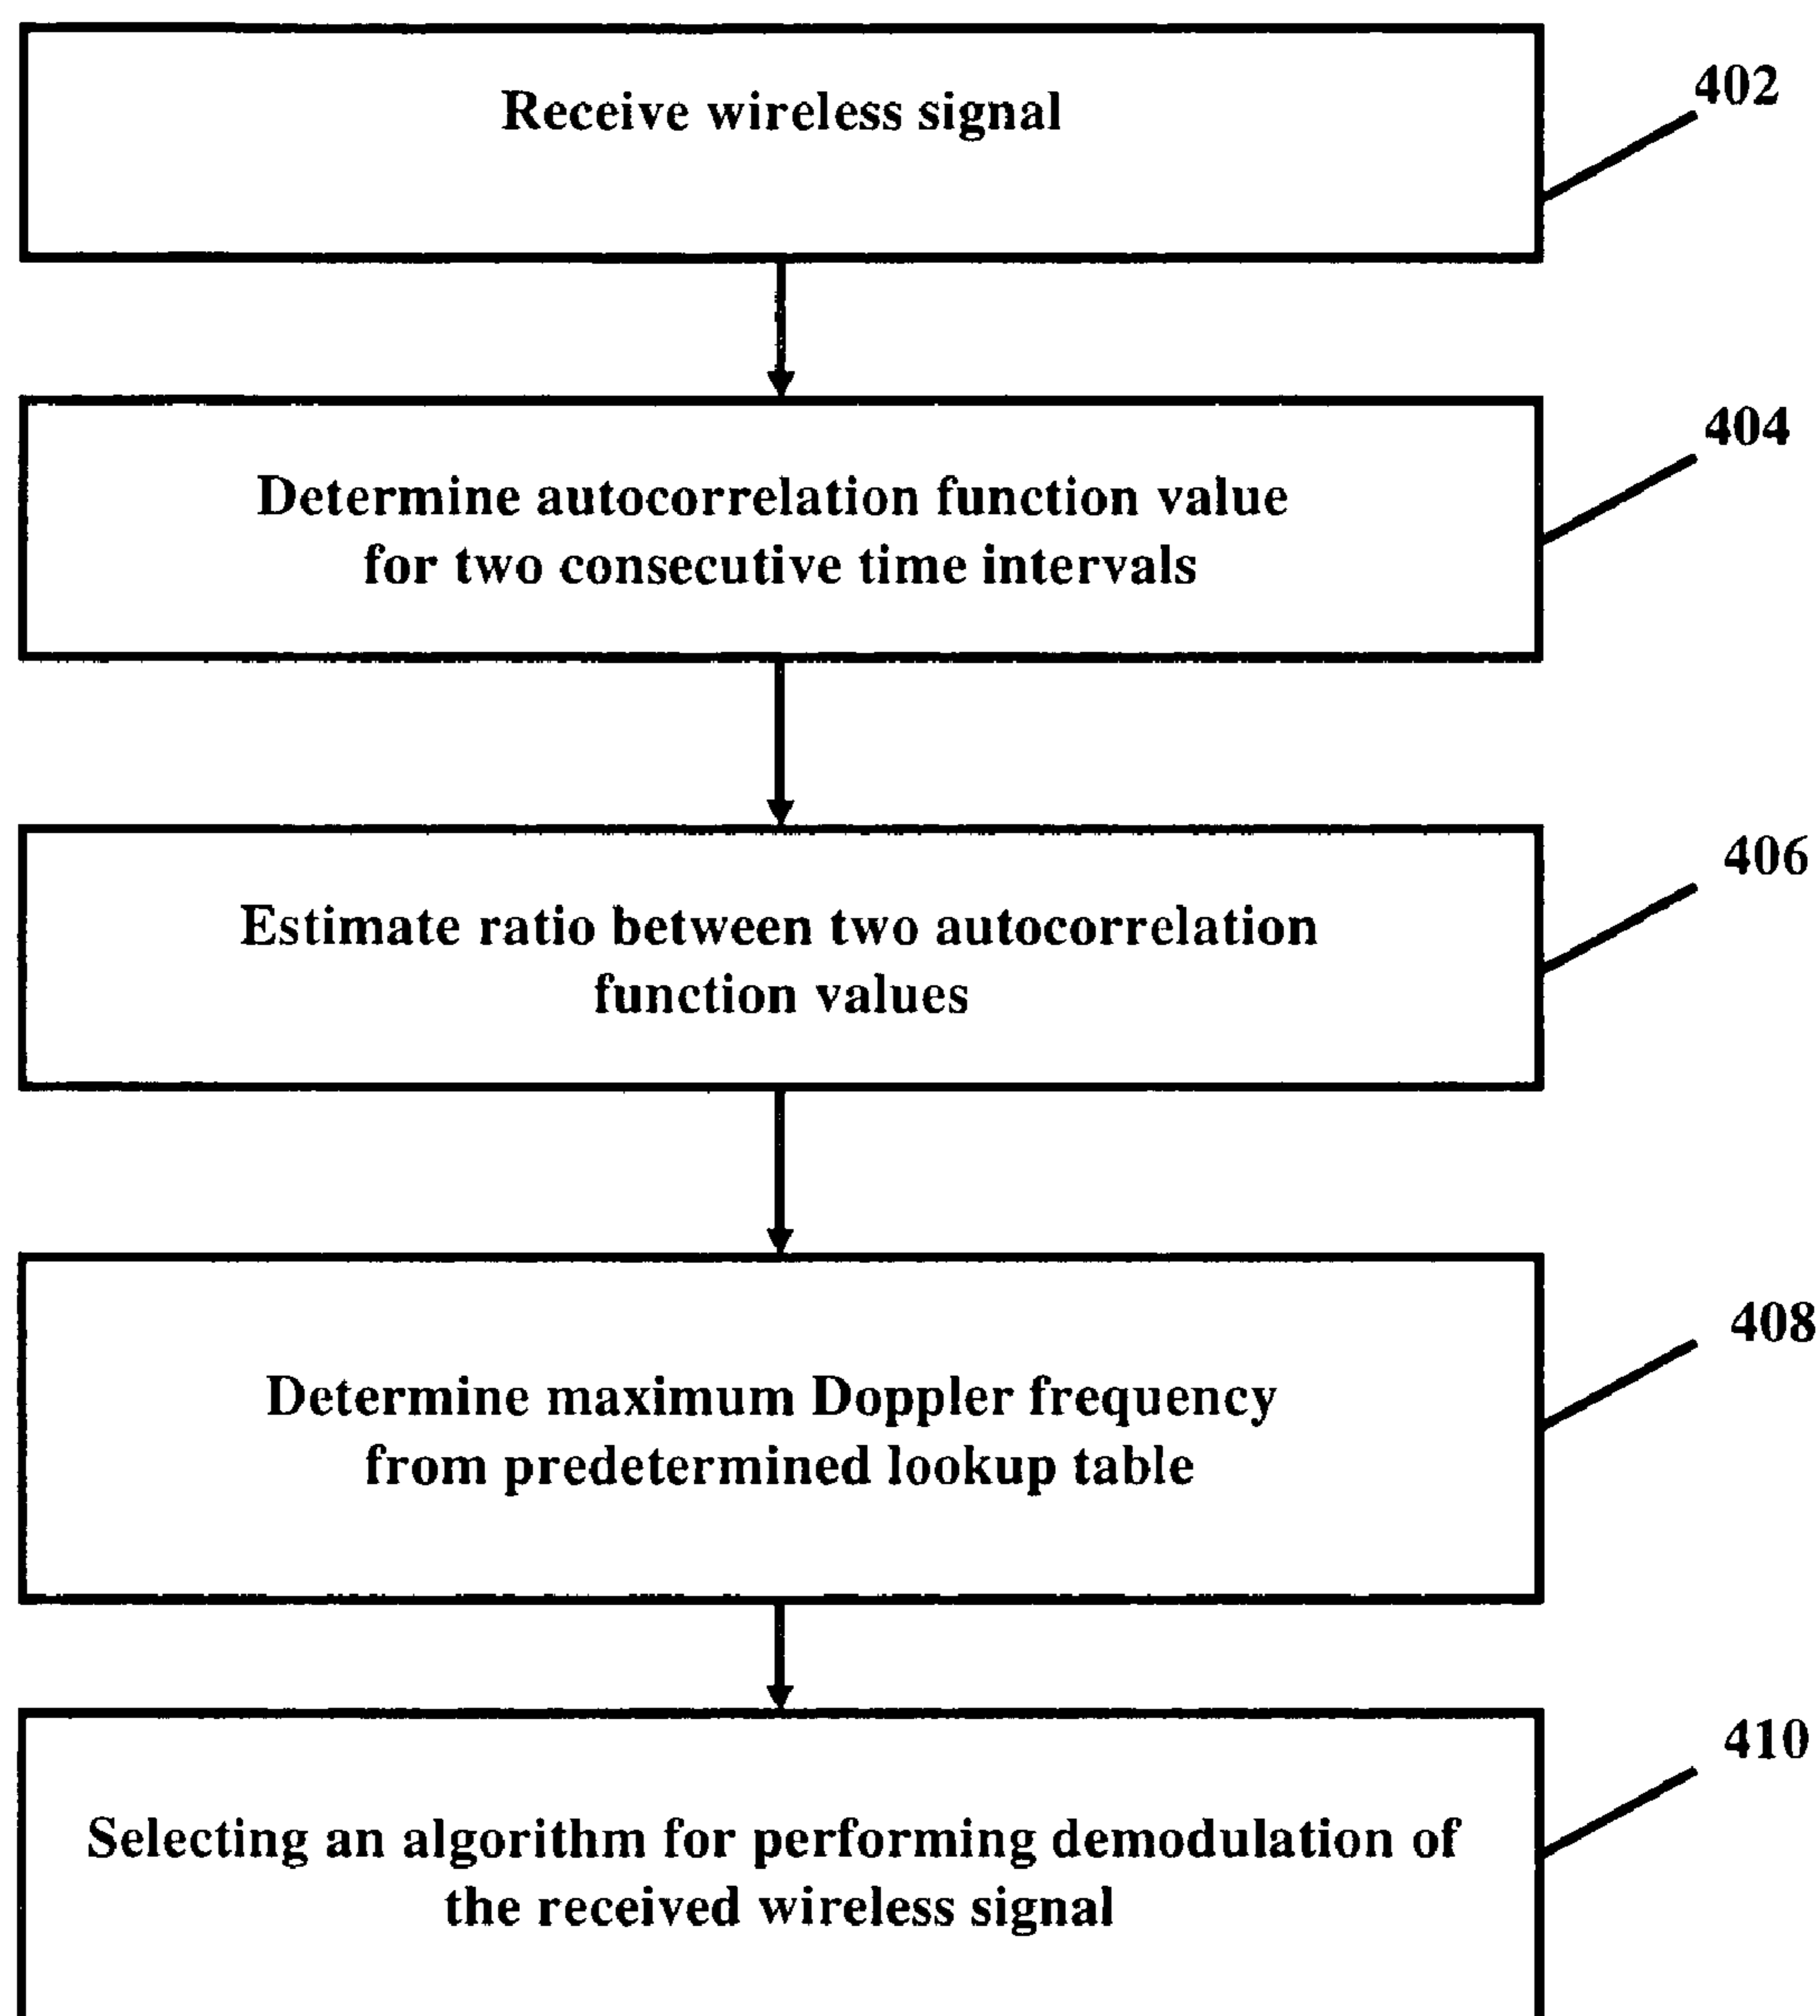 Receive wireless signal
402
Determine autocorrelation function value
for two consecutive time intervals
404
Estimate ratio between two autocorrelation
function values
406
Determine maximum Doppler frequency
from predetermined lookup table
408
Selecting an algorithm for performing demodulation of
the received wireless signal
410